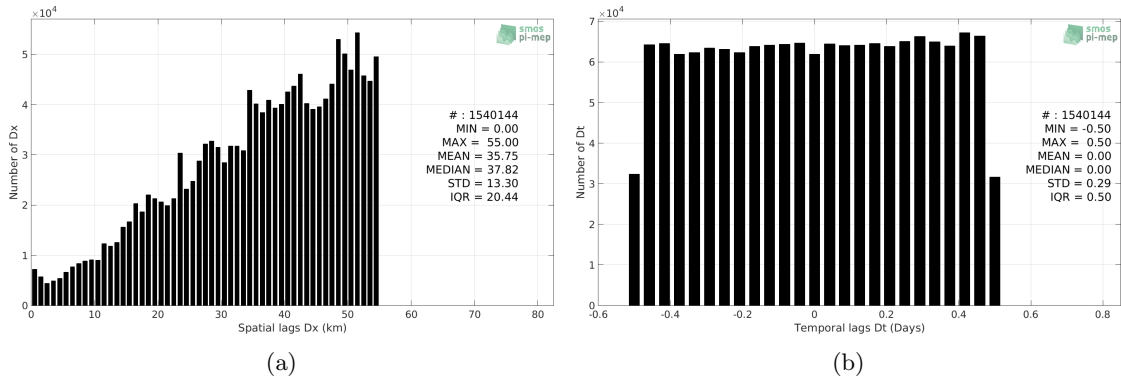 ×10⁴
5
4
3
2
1
0
Number of Dx
0 10 20 30 40 50 60 70 80
Spatial lags Dx (km)
smos
pi-mep
# : 1540144
MIN = 0.00
MAX = 55.00
MEAN = 35.75
MEDIAN = 37.82
STD = 13.30
IQR = 20.44
(a)
×10⁴
7
6
5
4
3
2
1
0
Number of Dt
-0.6 -0.4 -0.2 0 0.2 0.4 0.6 0.8
Temporal lags Dt (Days)
smos
pi-mep
# : 1540144
MIN = -0.50
MAX = 0.50
MEAN = 0.00
MEDIAN = 0.00
STD = 0.29
IQR = 0.50
(b)